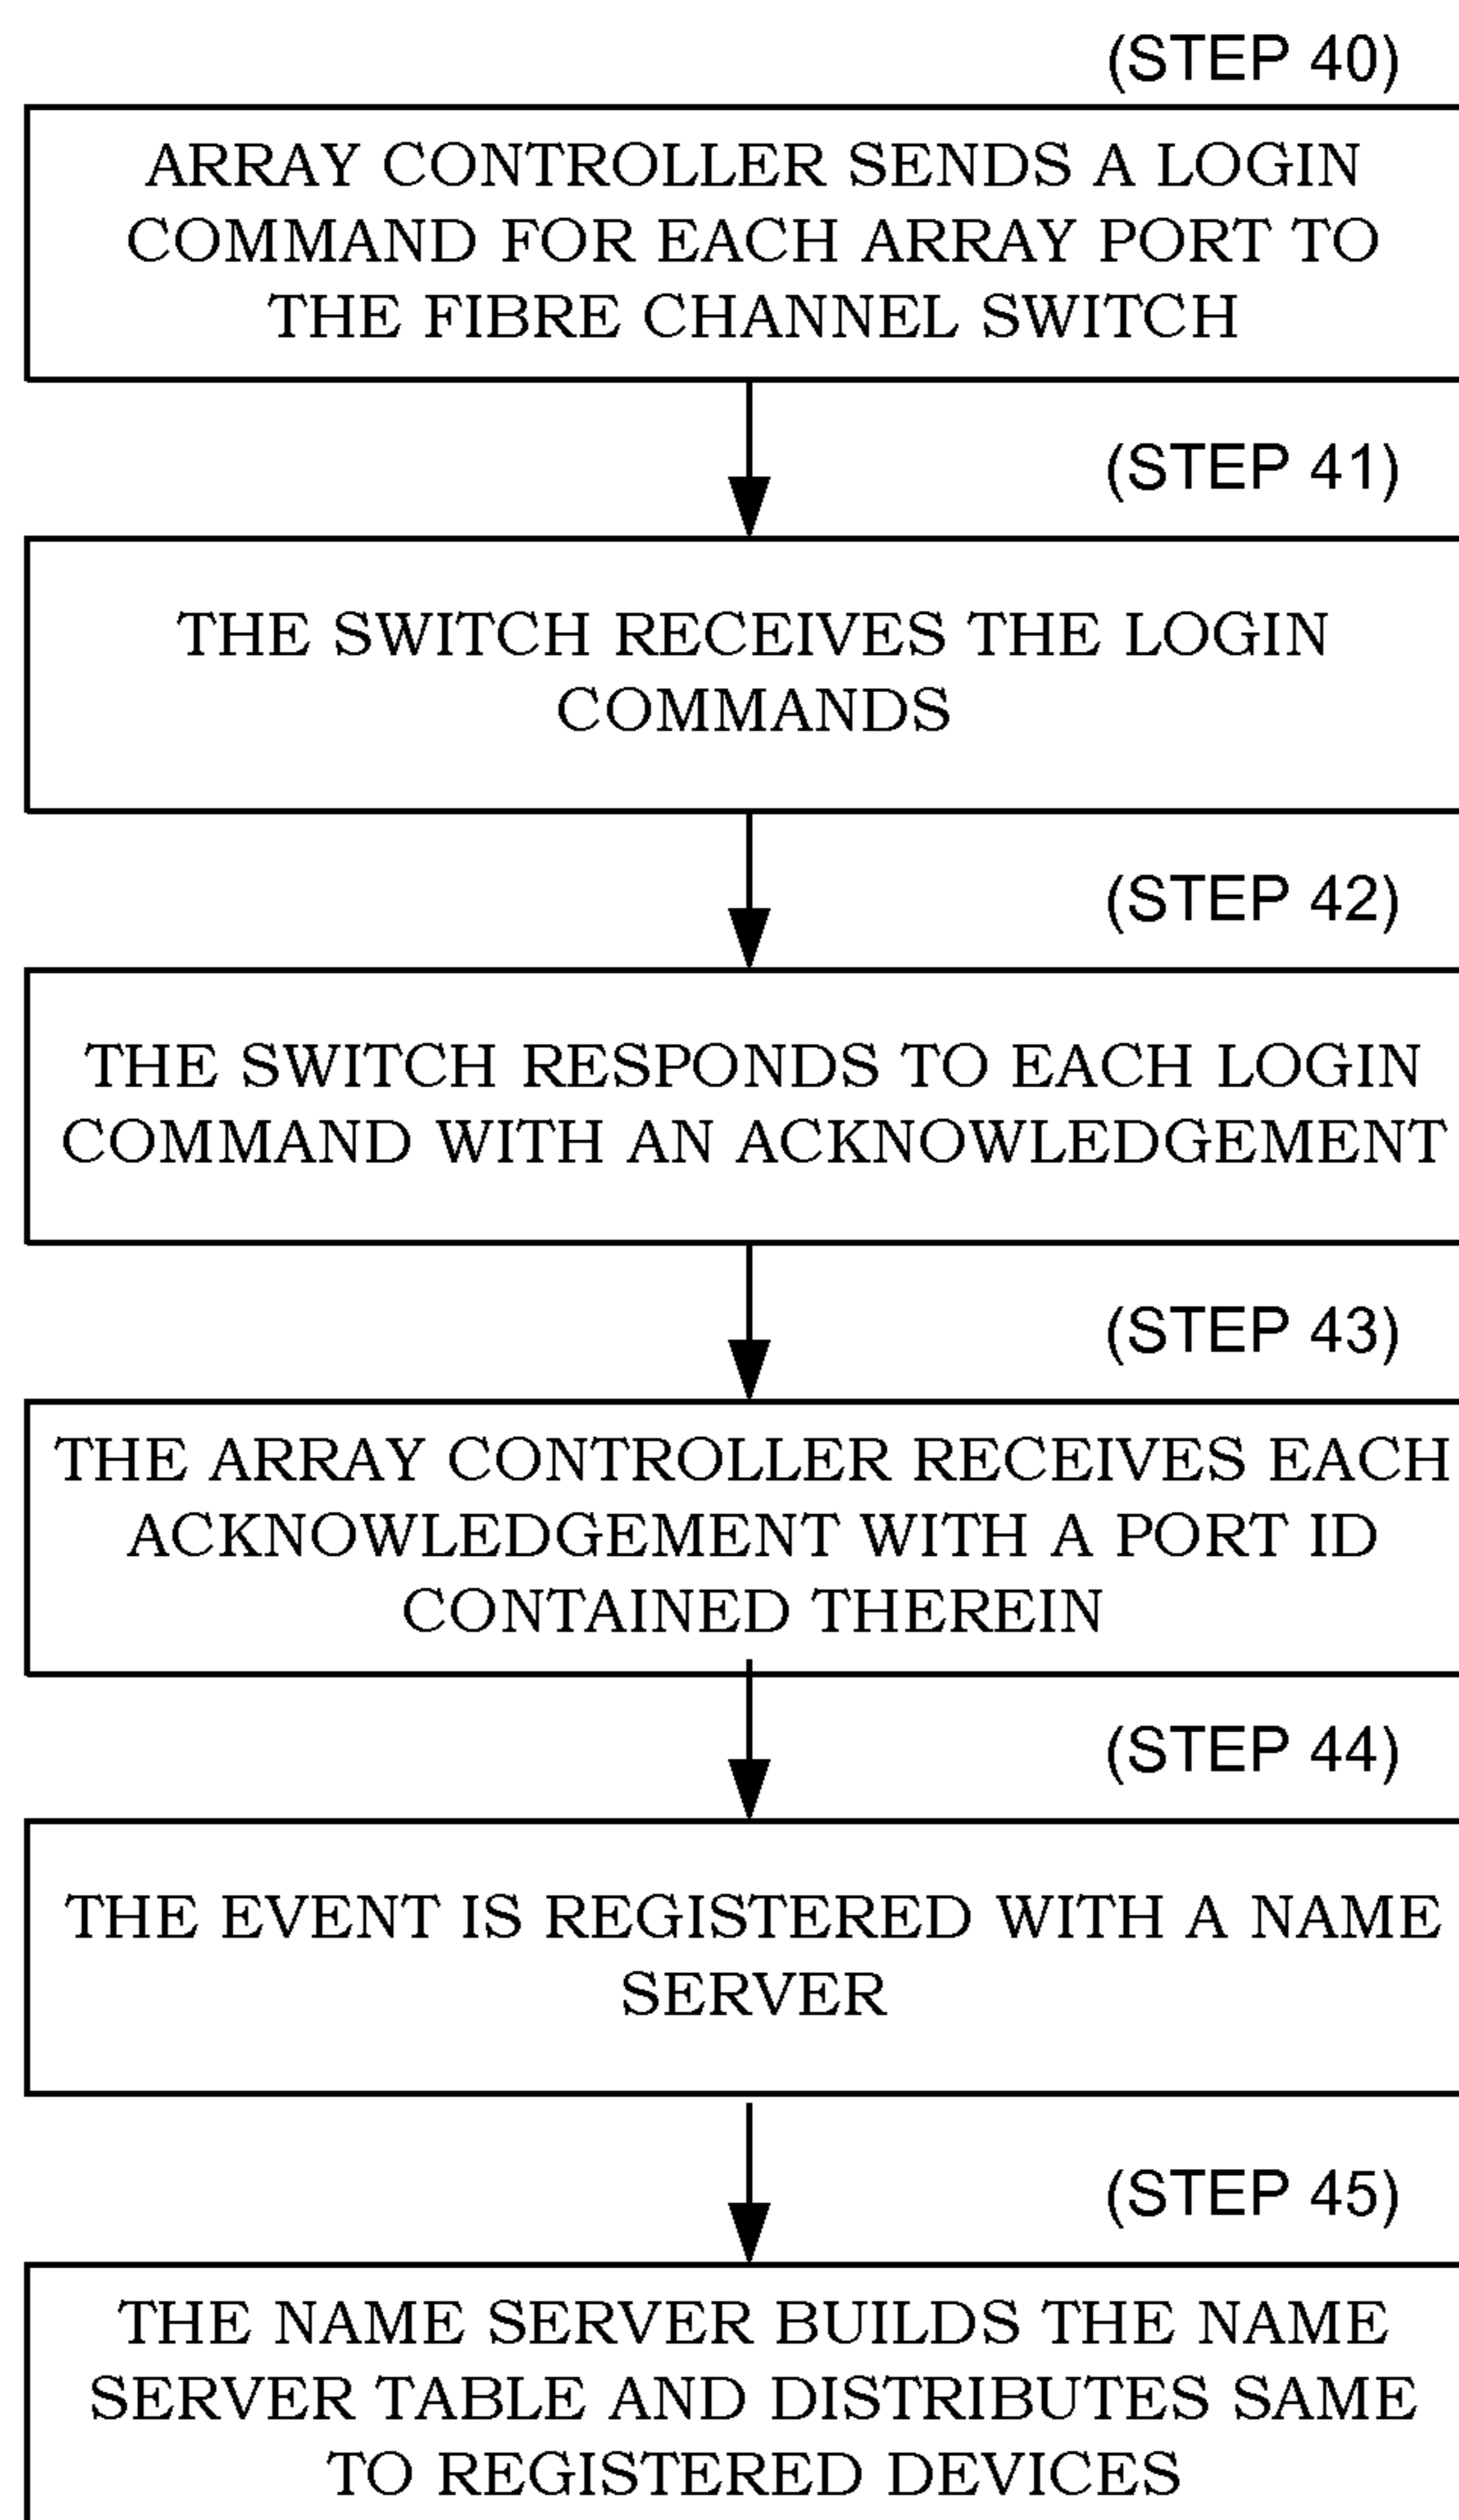 (STEP 40)
ARRAY CONTROLLER SENDS A LOGIN
COMMAND FOR EACH ARRAY PORT TO
THE FIBRE CHANNEL SWITCH
(STEP 41)
THE SWITCH RECEIVES THE LOGIN
COMMANDS
(STEP 42)
THE SWITCH RESPONDS TO EACH LOGIN
COMMAND WITH AN ACKNOWLEDGEMENT
(STEP 43)
THE ARRAY CONTROLLER RECEIVES EACH
ACKNOWLEDGEMENT WITH A PORT ID
CONTAINED THEREIN
(STEP 44)
THE EVENT IS REGISTERED WITH A NAME
SERVER
(STEP 45)
THE NAME SERVER BUILDS THE NAME
SERVER TABLE AND DISTRIBUTES SAME
TO REGISTERED DEVICES